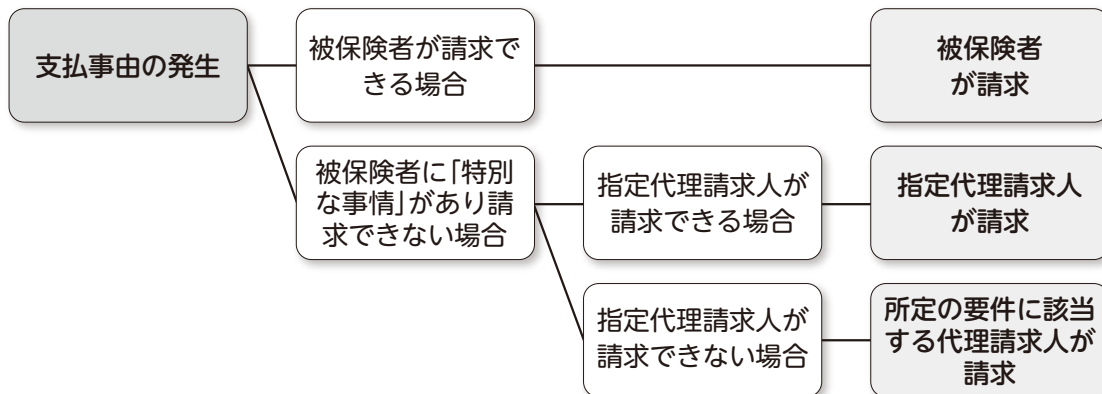 支払事由の発生
被保険者が請求で
きる場合
被保険者
が請求
被保険者に｢特別
な事情｣があり請
求できない場合
指定代理請求人が
請求できる場合
指定代理請求人
が請求
指定代理請求人が
請求できない場合
所定の要件に該当
する代理請求人が
請求